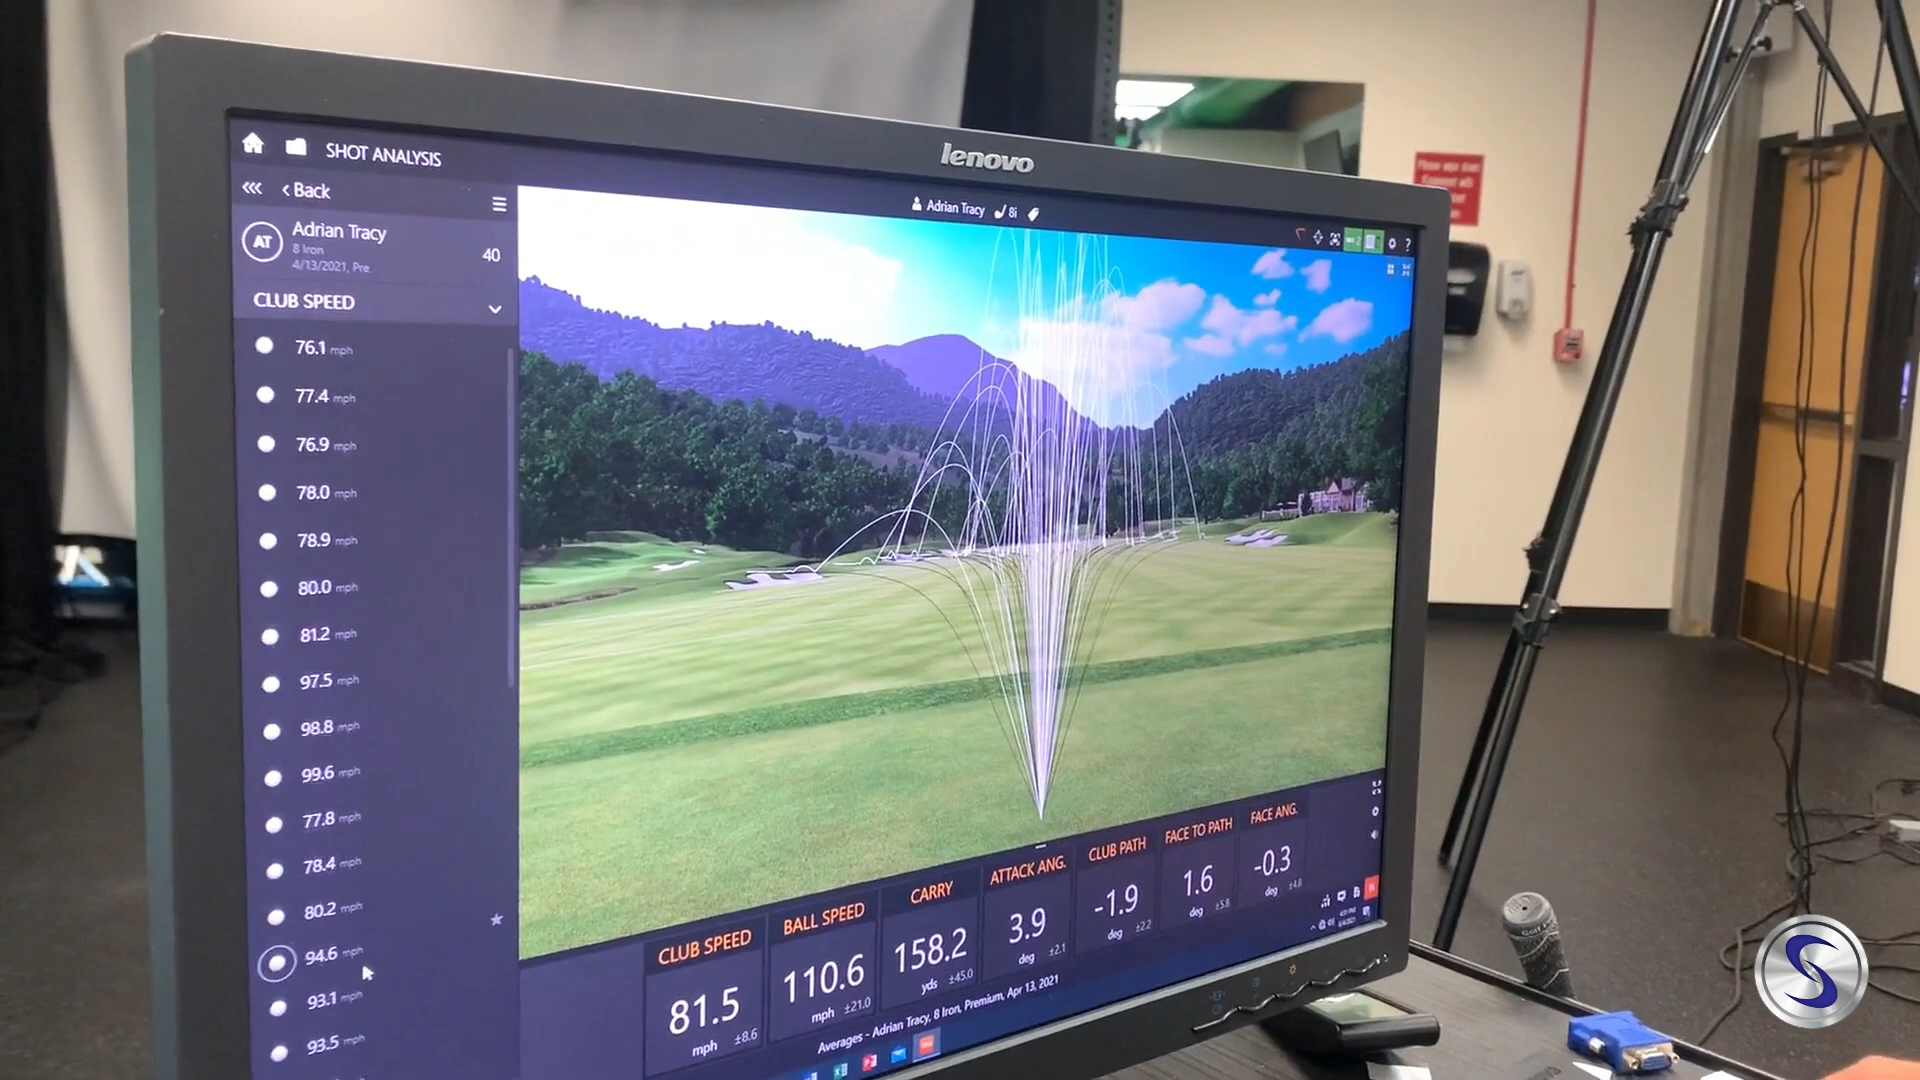 lenovo
SHOT ANALYSIS
Back
Adrian Tracy
8 Iron
4/13/2021, Pre
40
CLUB SPEED
76.1 mph
77.4 mph
76.9 mph
78.0 mph
78.9 mph
80.0 mph
81.2 mph
97.5 mph
98.8 mph
99.6 mph
77.8 mph
78.4 mph
80.2 mph
94.6 mph
93.1 mph
93.5 mph
Adrian Tracy 8i
CLUB SPEED
81.5
mph ±8.6
BALL SPEED
110.6
mph ±21.0
CARRY
158.2
yds ±45.0
ATTACK ANG.
3.9
deg ±2.1
CLUB PATH
-1.9
deg ±2.2
FACE TO PATH
1.6
deg ±5.8
FACE ANG.
-0.3
deg ±4.8
Averages - Adrian Tracy, 8 Iron, Premium, Apr 13, 2021